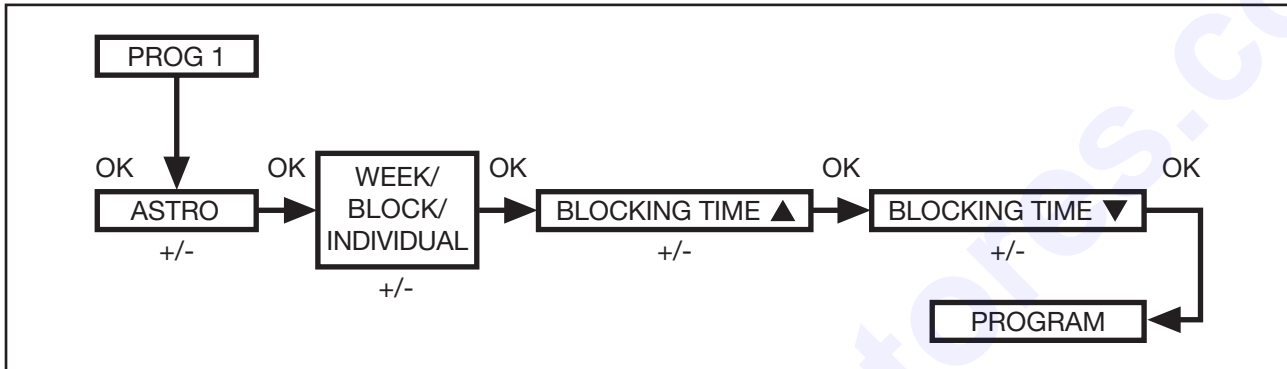 PROG 1
OK
OK
OK
OK
OK
ASTRO
+/-
WEEK/
BLOCK/
INDIVIDUAL
+/-
BLOCKING TIME ▲
+/-
BLOCKING TIME ▼
+/-
PROGRAM